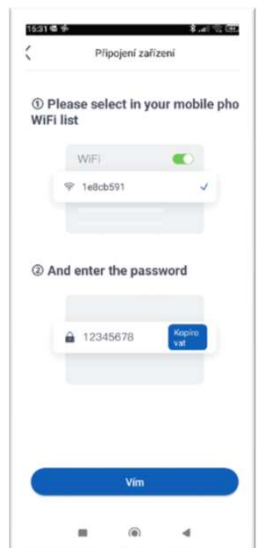 15:31
Připojení zařízení
① Please select in your mobile pho
WiFi list
WiFi
1e8cb591
② And enter the password
12345678
Kopíro
vat
Vím